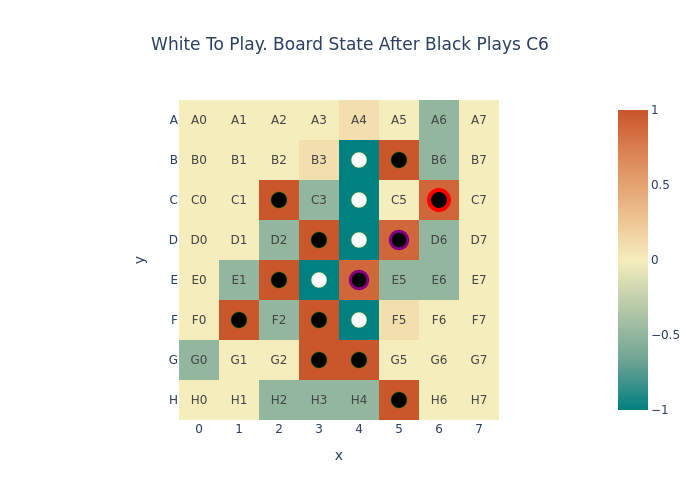 White To Play. Board State After Black Plays C6
A A0 A1 A2 A3 A4 A5 A6 A7
B B0 B1 B2 B3 B6 B7
C C0 C1 C3 C5 C7
D D0 D1 D2 D6 D7
E E0 E1 E5 E6 E7
F F0 F2 F5 F6 F7
G G0 G1 G2 G5 G6 G7
H H0 H1 H2 H3 H4 H6 H7
0 1 2 3 4 5 6 7
x
y
1
0.5
0
−0.5
−1